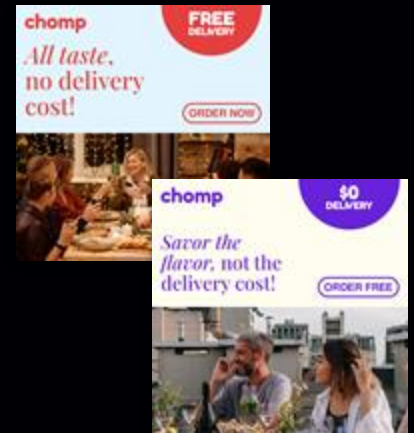 chomp
FREE
DELIVERY
All taste,
no delivery
cost!
ORDER NOW
chomp
$0
DELIVERY
Savor the
flavor, not the
delivery cost!
ORDER FREE